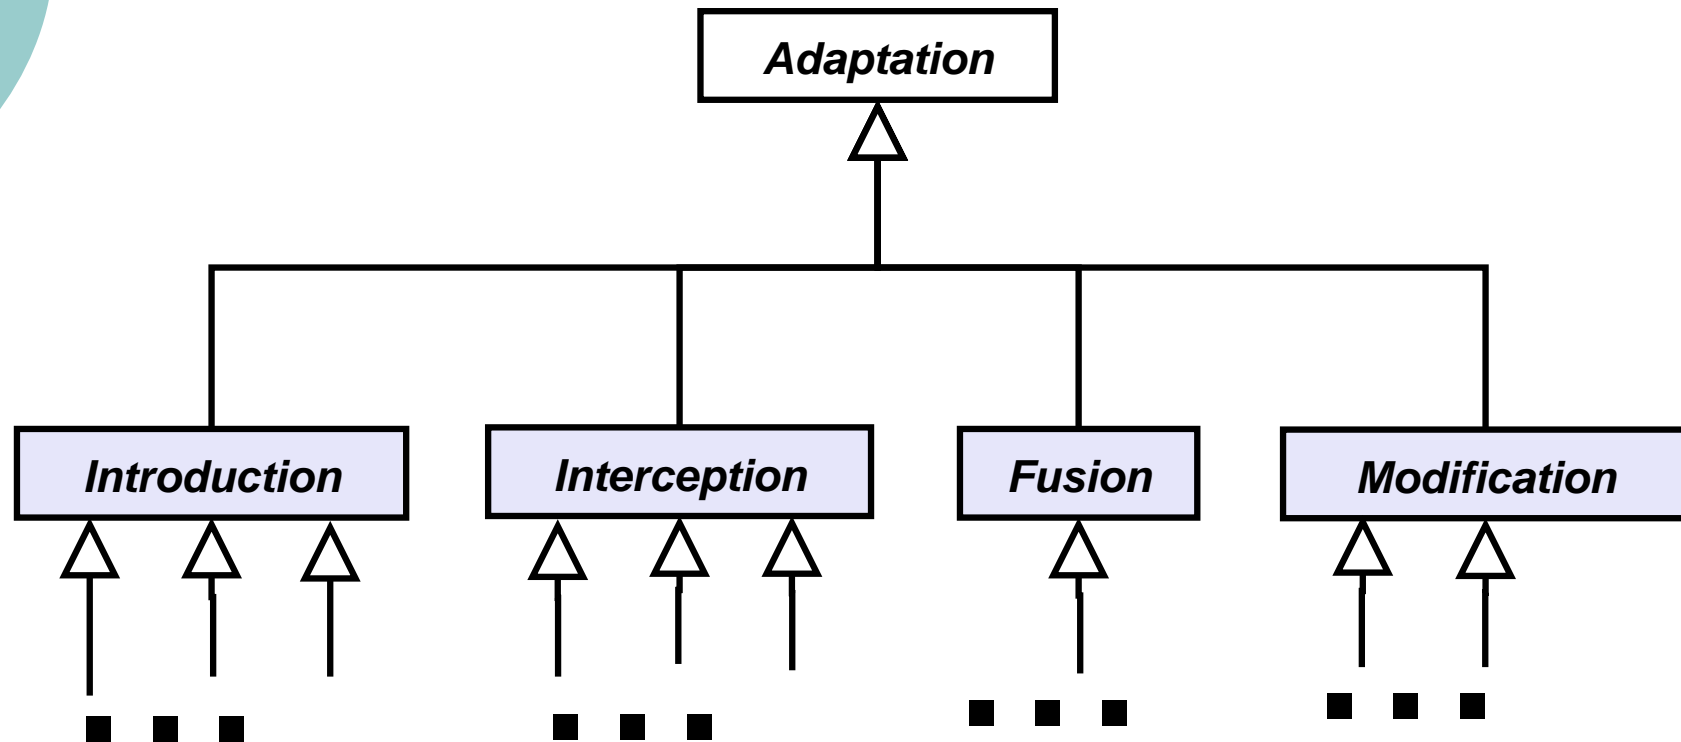 Adaptation
Introduction
Interception
Fusion
Modification